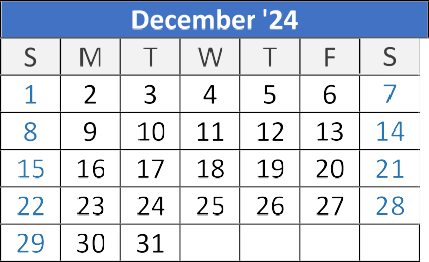 December '24
S M T W T F S
1 2 3 4 5 6 7
8 9 10 11 12 13 14
15 16 17 18 19 20 21
22 23 24 25 26 27 28
29 30 31